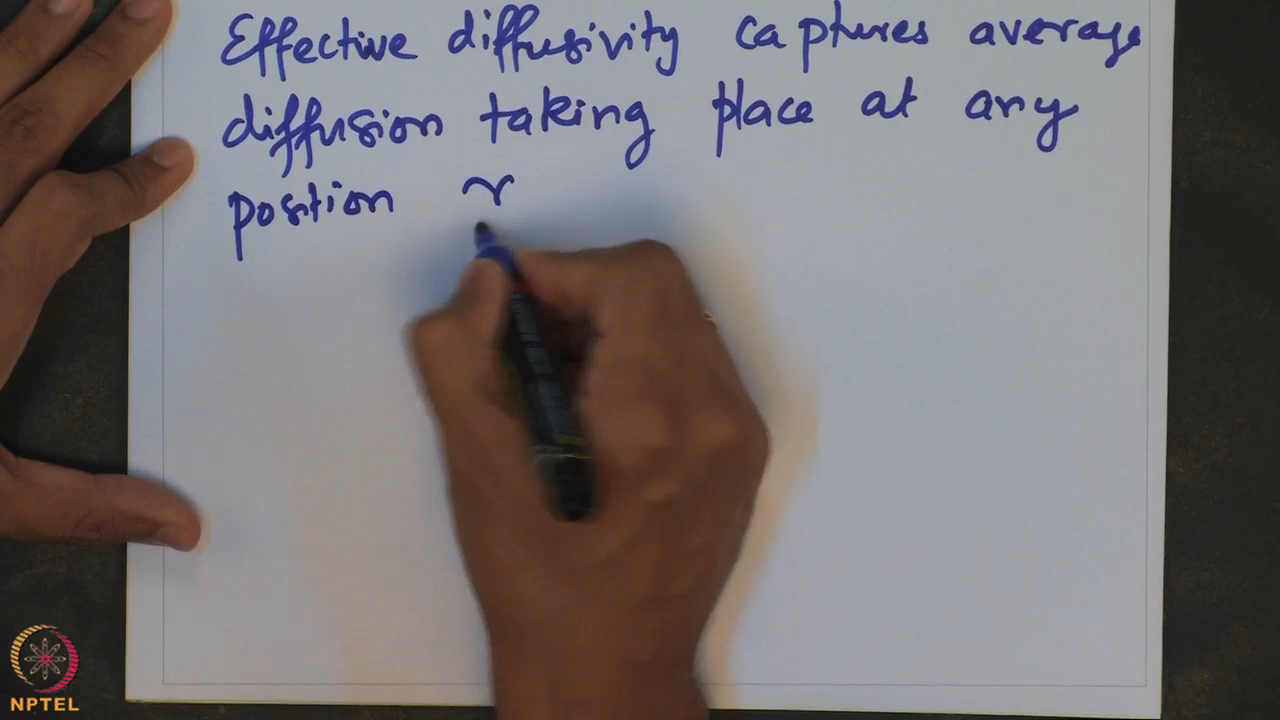 Effective diffusivity captures average
diffusion taking place at any
position r
NPTEL